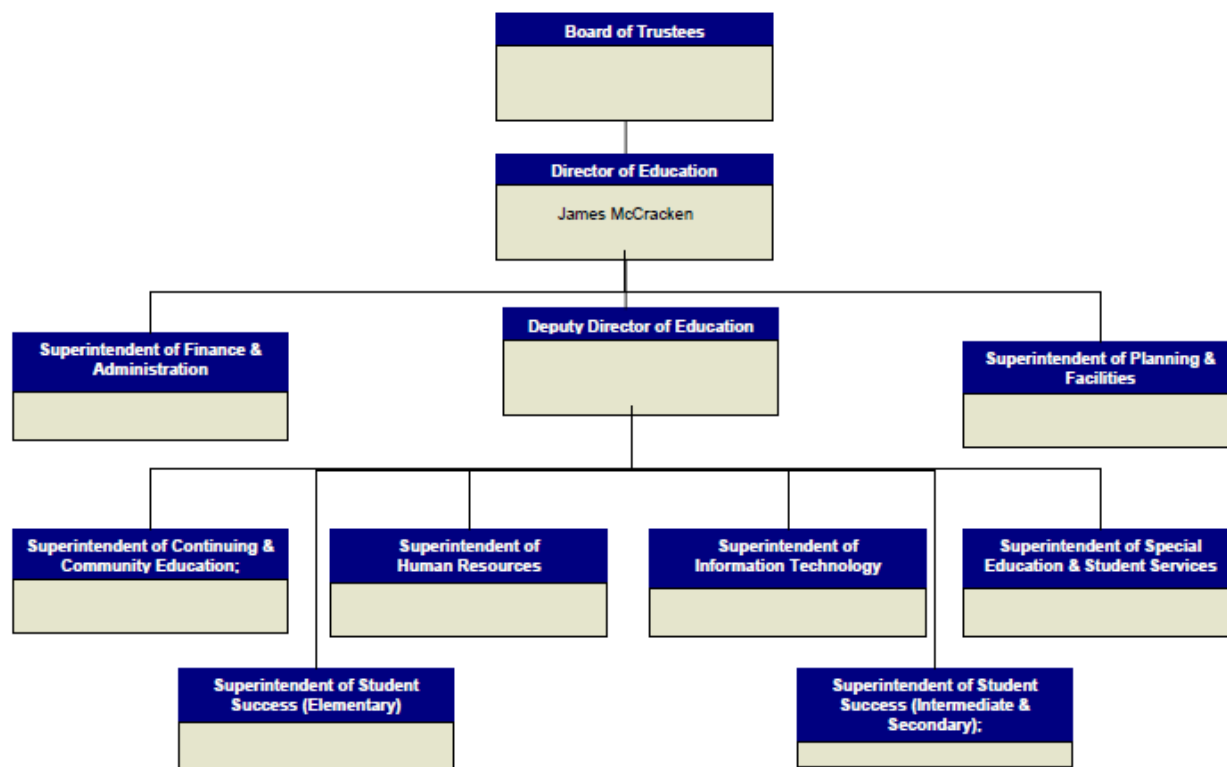 Board of Trustees
Director of Education
James McCracken
Deputy Director of Education
Superintendent of Finance &
Administration
Superintendent of Planning &
Facilities
Superintendent of Continuing &
Community Education;
Superintendent of
Human Resources
Superintendent of
Information Technology
Superintendent of Special
Education & Student Services
Superintendent of Student
Success (Elementary)
Superintendent of Student
Success (Intermediate &
Secondary);